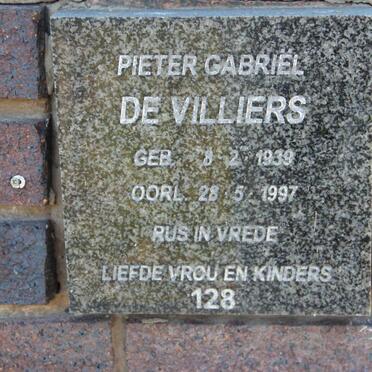 PIETER GABRIËL
DE VILLIERS
GEB. 8-2-1939
OORL. 28-5-1997
RUS IN VREDE
LIEFDE VROU EN KINDERS
128